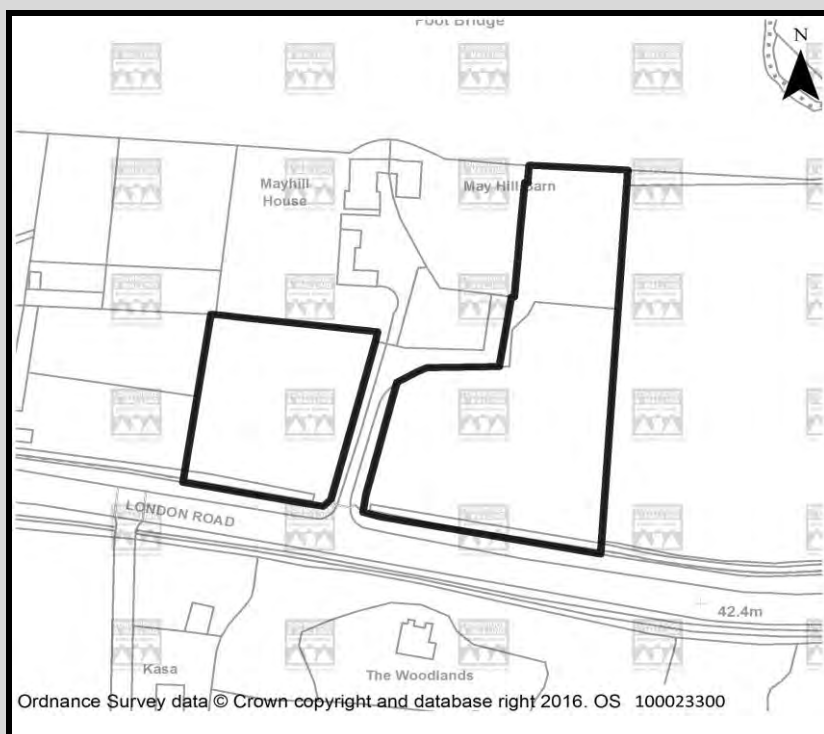 Foot Bridge
N
Mayhill
House
May Hill Barn
LONDON ROAD
42.4m
Kasa
The Woodlands
Ordnance Survey data © Crown copyright and database right 2016. OS 100023300